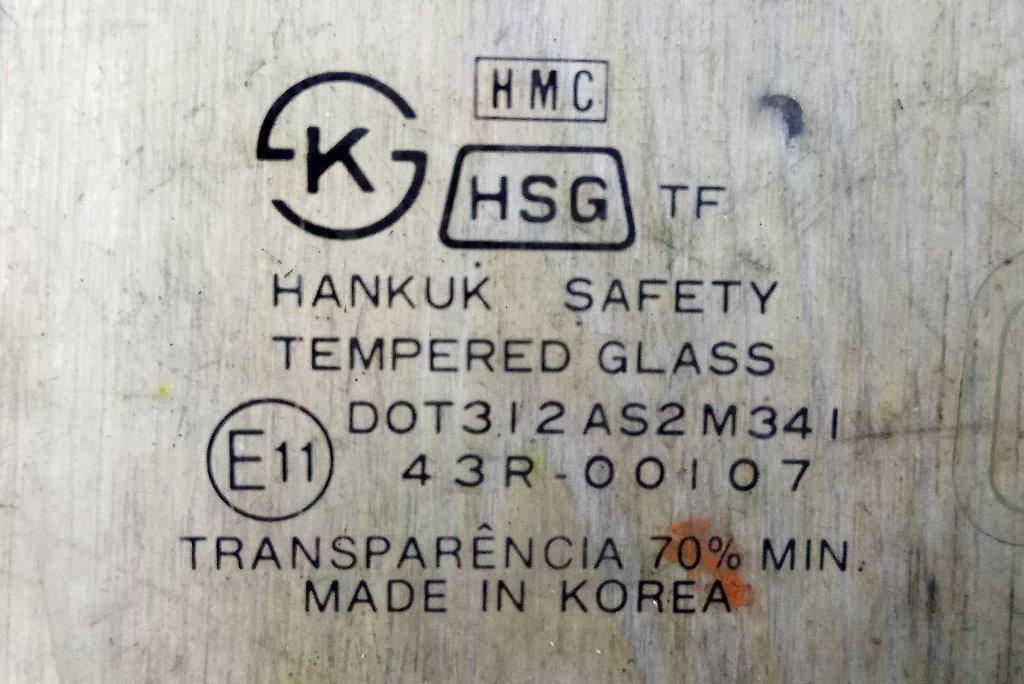 HMC
K
HSG TF
HANKUK SAFETY
TEMPERED GLASS
E11
DOT312 AS2 M341
43R-00107
TRANSPARÊNCIA 70% MIN.
MADE IN KOREA